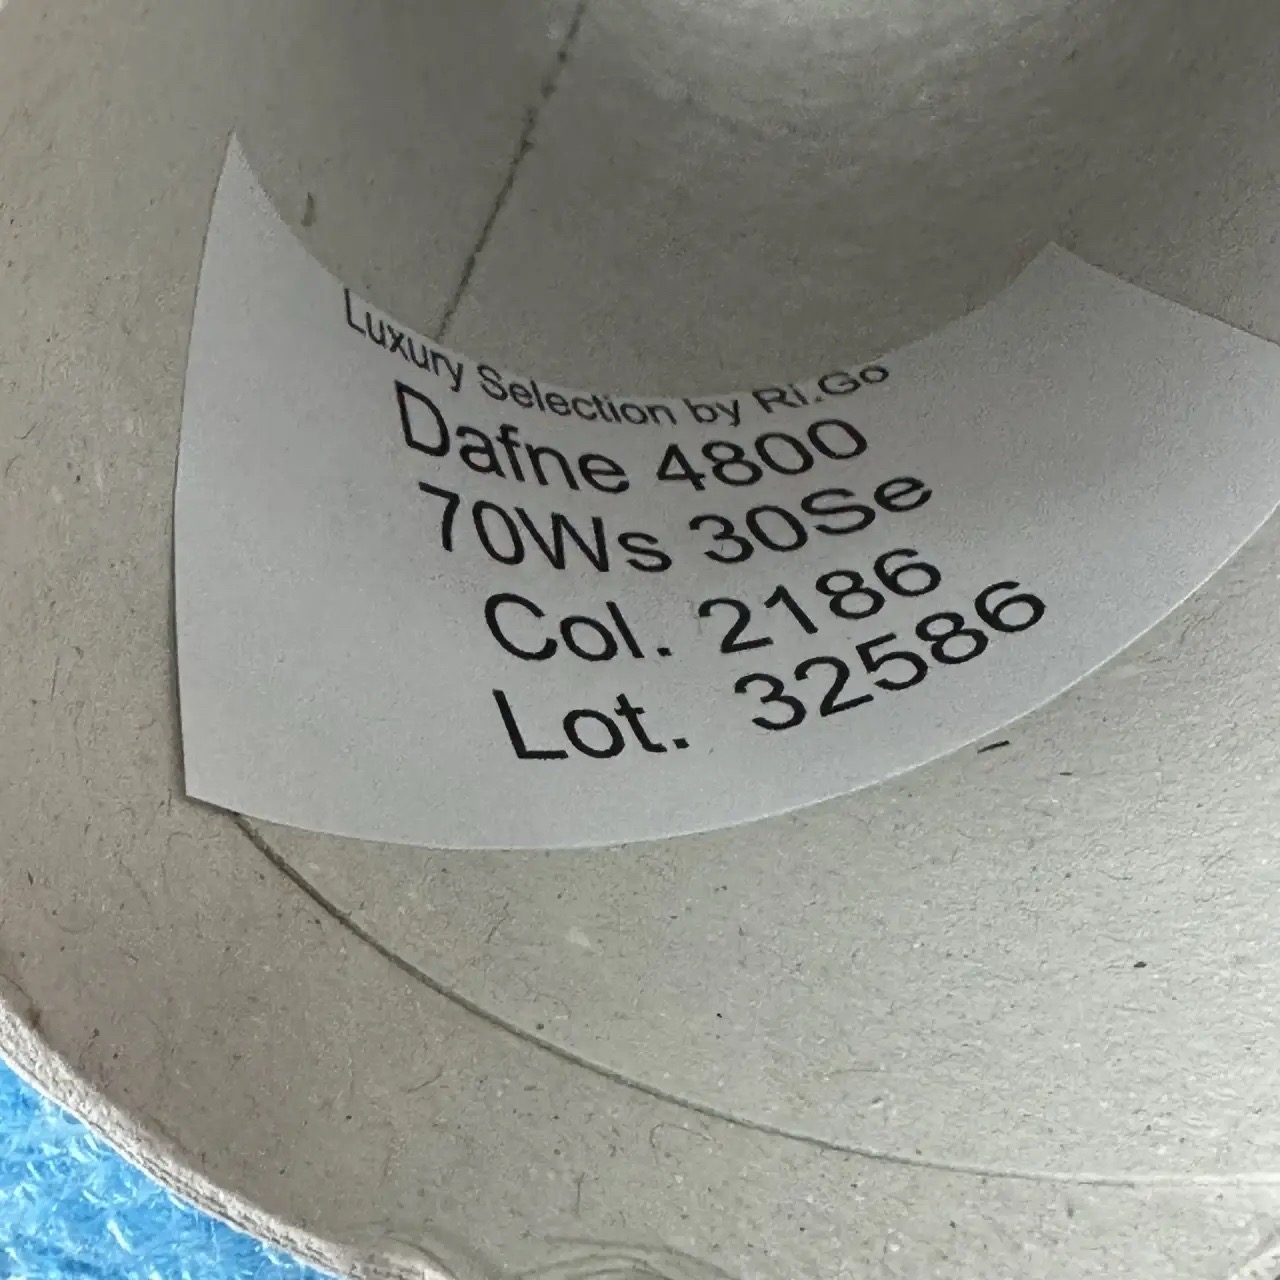 Luxury Selection by Ri.Go
Dafne 4800
70Ws 30Se
Col. 2186
Lot. 32586